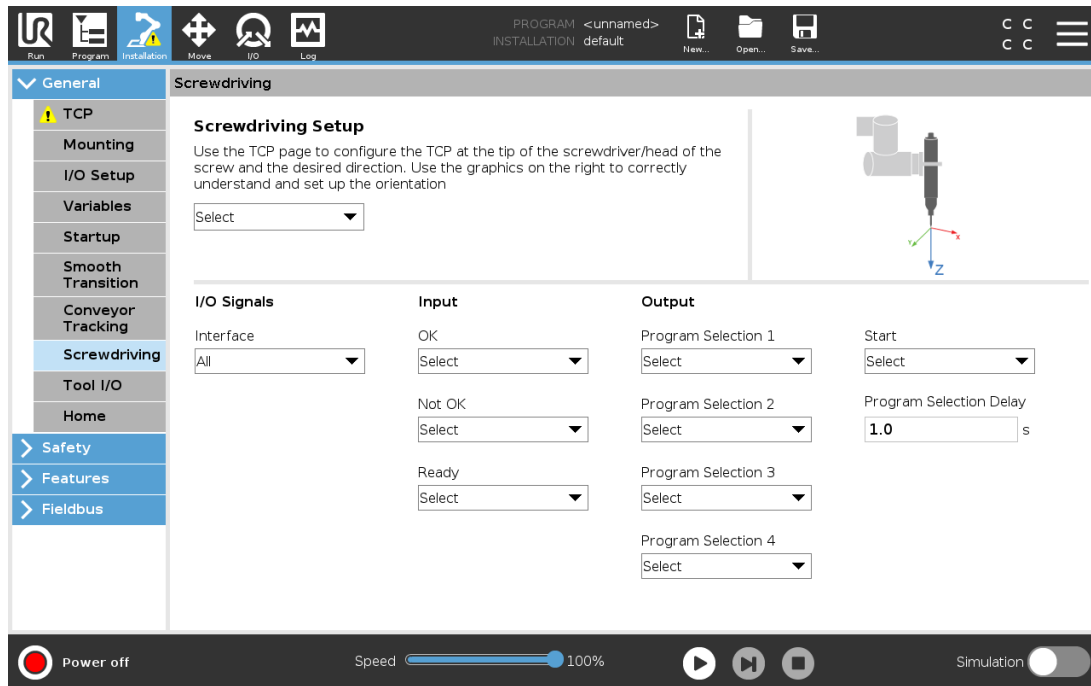 PROGRAM <unnamed>
INSTALLATION default
Run
Program
Installation
Move
I/O
Log
New...
Open...
Save...
C C
C C
General
TCP
Mounting
I/O Setup
Variables
Startup
Smooth
Transition
Conveyor
Tracking
Screwdriving
Tool I/O
Home
Safety
Features
Fieldbus
Screwdriving
Screwdriving Setup
Use the TCP page to configure the TCP at the tip of the screwdriver/head of the
screw and the desired direction. Use the graphics on the right to correctly
understand and set up the orientation
Select
Y
X
Z
I/O Signals
Interface
All
Input
OK
Select
Not OK
Select
Ready
Select
Output
Program Selection 1
Select
Program Selection 2
Select
Program Selection 3
Select
Program Selection 4
Select
Start
Select
Program Selection Delay
1.0 s
Power off
Speed 100%
Simulation